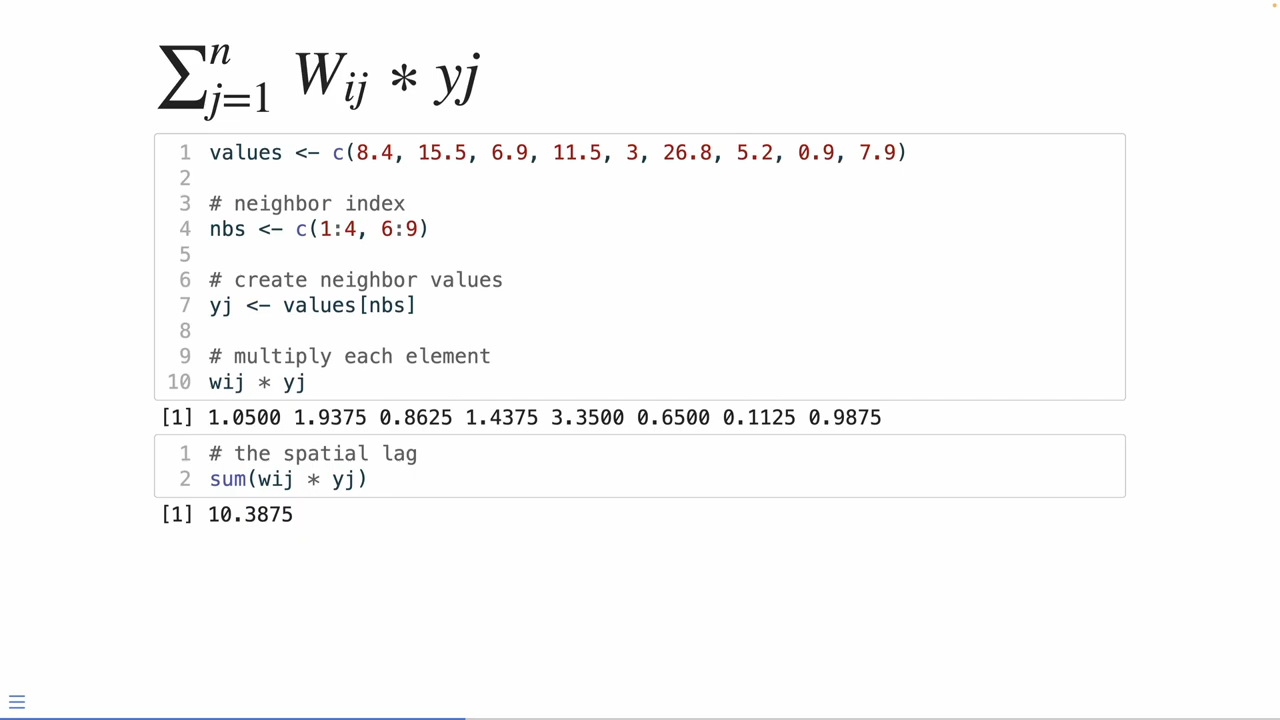 ∑ⁿⱼ₌₁ Wᵢⱼ * yj
1 values <- c(8.4, 15.5, 6.9, 11.5, 3, 26.8, 5.2, 0.9, 7.9)
2
3 # neighbor index
4 nbs <- c(1:4, 6:9)
5
6 # create neighbor values
7 yj <- values[nbs]
8
9 # multiply each element
10 wij * yj
[1] 1.0500 1.9375 0.8625 1.4375 3.3500 0.6500 0.1125 0.9875
1 # the spatial lag
2 sum(wij * yj)
[1] 10.3875